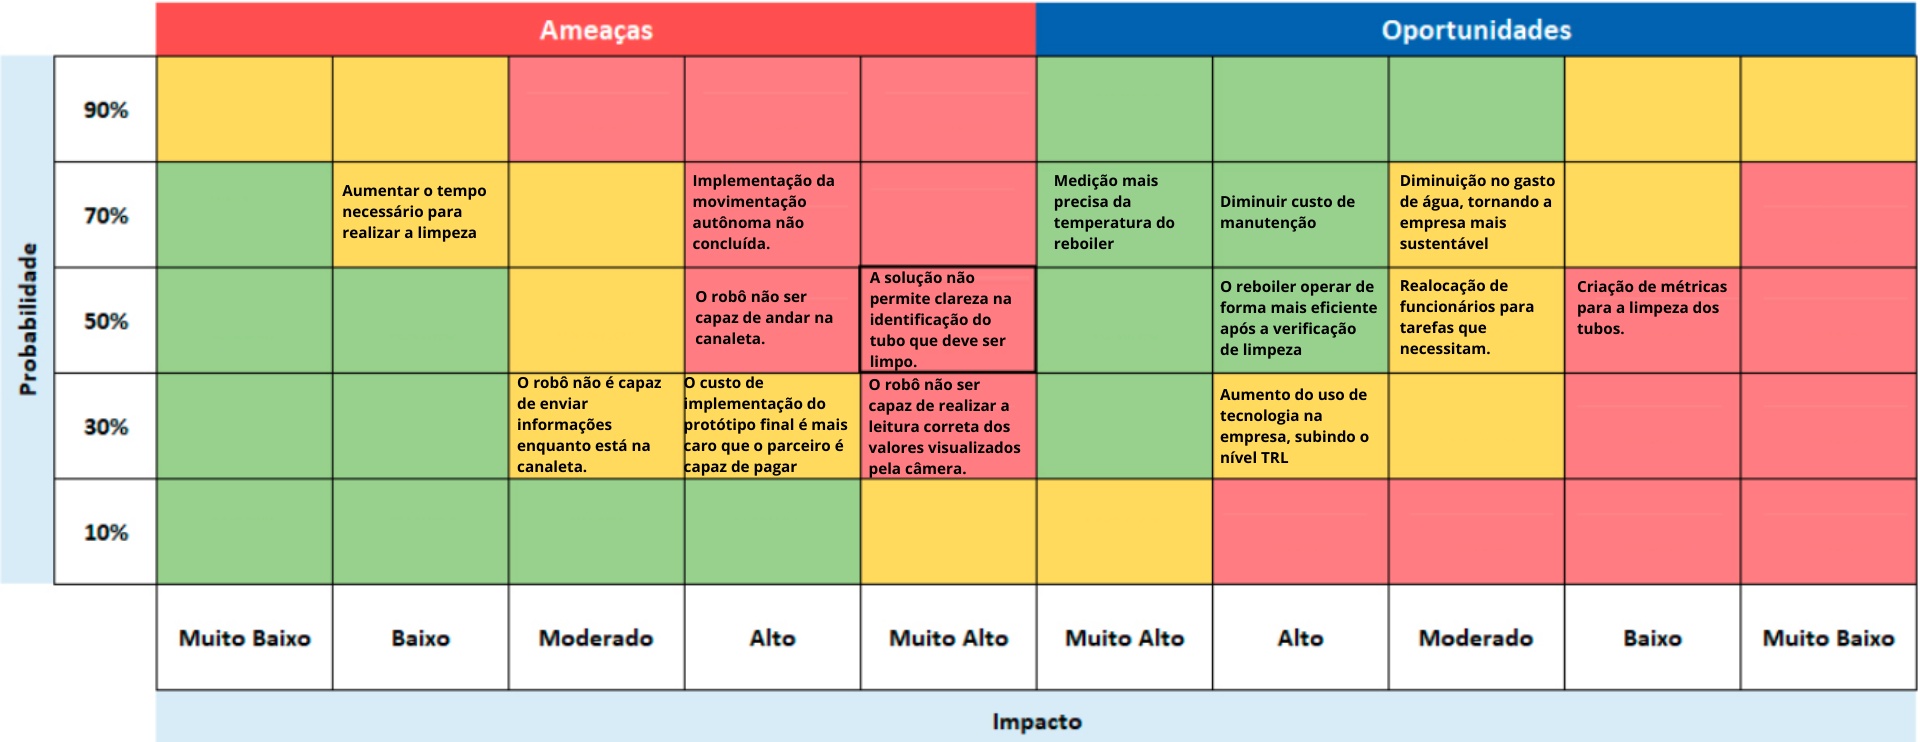 Ameaças
Oportunidades
Probabilidade
90%
70%
Aumentar o tempo
necessário para
realizar a limpeza
Implementação da
movimentação
autônoma não
concluída.
Medição mais
precisa da
temperatura do
reboiler
Diminuir custo de
manutenção
Diminuição no gasto
de água, tornando a
empresa mais
sustentável
50%
O robô não ser
capaz de andar na
canaleta.
A solução não
permite clareza na
identificação do
tubo que deve ser
limpo.
O reboiler operar de
forma mais eficiente
após a verificação
de limpeza
Realocação de
funcionários para
tarefas que
necessitam.
Criação de métricas
para a limpeza dos
tubos.
30%
O robô não é capaz
de enviar
informações
enquanto está na
canaleta.
O custo de
implementação do
protótipo final é mais
caro que o parceiro é
capaz de pagar
O robô não ser
capaz de realizar a
leitura correta dos
valores visualizados
pela câmera.
Aumento do uso de
tecnologia na
empresa, subindo o
nível TRL
10%
Muito Baixo
Baixo
Moderado
Alto
Muito Alto
Muito Alto
Alto
Moderado
Baixo
Muito Baixo
Impacto